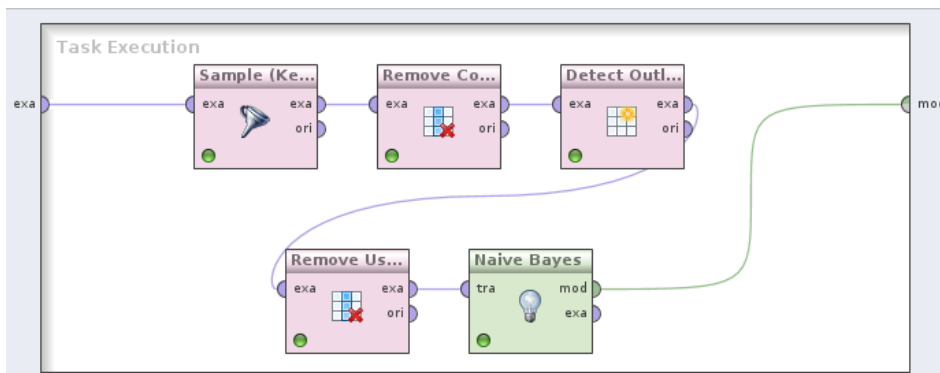 Task Execution
Sample (Ke...
Remove Co...
Detect Outl...
exa
exa
exa
exa
exa
exa
exa
mod
ori
ori
ori
Remove Us...
Naive Bayes
exa
exa
tra
mod
ori
exa